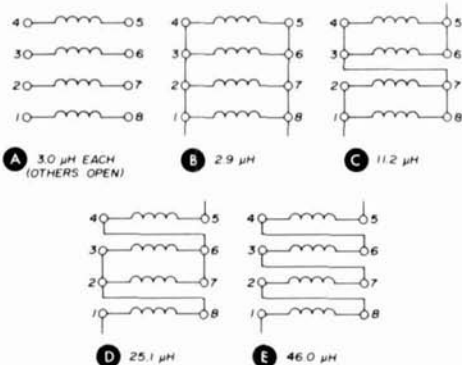 4 5 4 5 4 5
3 6 3 6 3 6
2 7 2 7 2 7
1 8 1 8 1 8
A 3.0 µH EACH
(OTHERS OPEN)
B 2.9 µH
C 11.2 µH
4 5 4 5
3 6 3 6
2 7 2 7
1 8 1 8
D 25.1 µH
E 46.0 µH